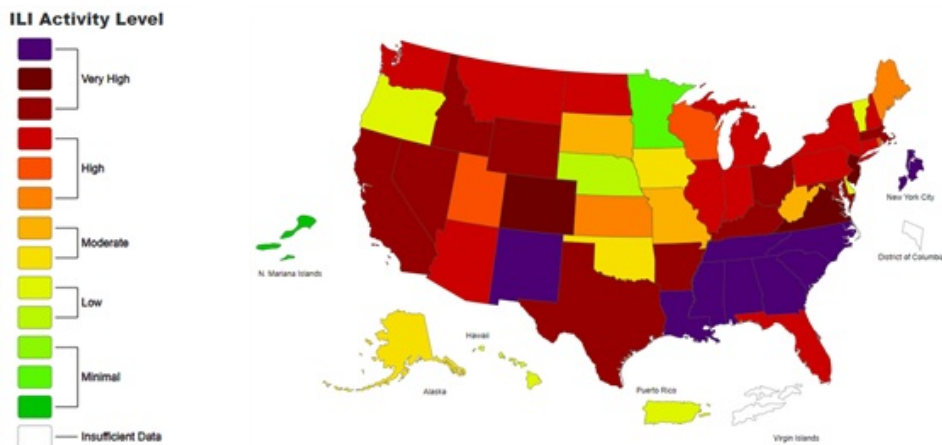 ILI Activity Level
Very High
High
Moderate
Low
Minimal
Insufficient Data
New York City
District of Columbia
N. Mariana Islands
Hawaii
Alaska
Puerto Rico
Virgin Islands